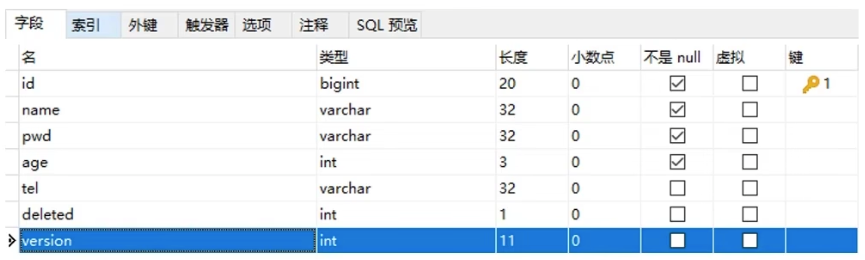 字段 索引 外键 触发器 选项 注释 SQL 预览
名 类型 长度 小数点 不是 null 虚拟 键
id bigint 20 0 1
name varchar 32 0
pwd varchar 32 0
age int 3 0
tel varchar 32 0
deleted int 1 0
version int 11 0